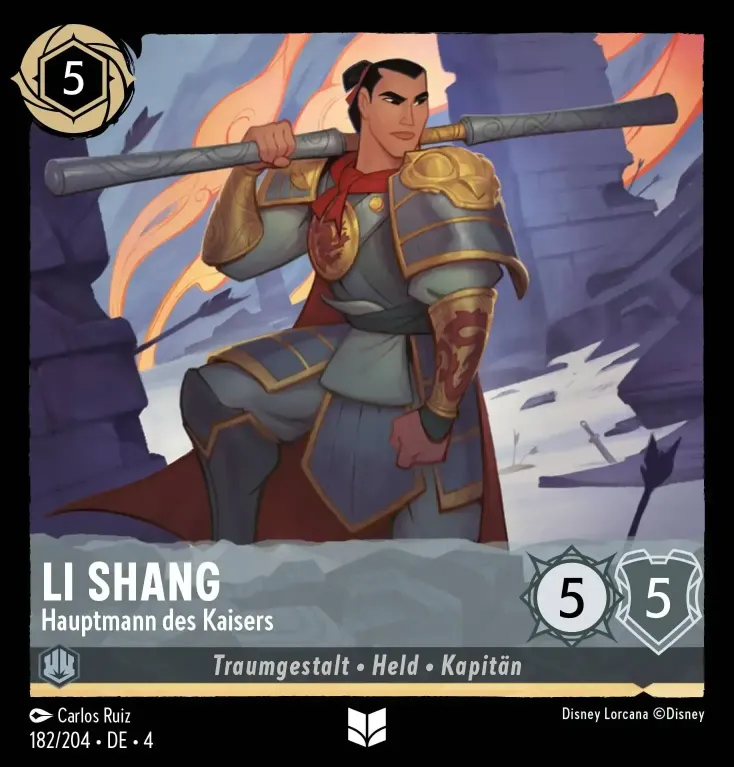 5
LI SHANG
Hauptmann des Kaisers
5 5
Traumgestalt • Held • Kapitän
Carlos Ruiz
Disney Lorcana ©Disney
182/204 • DE • 4